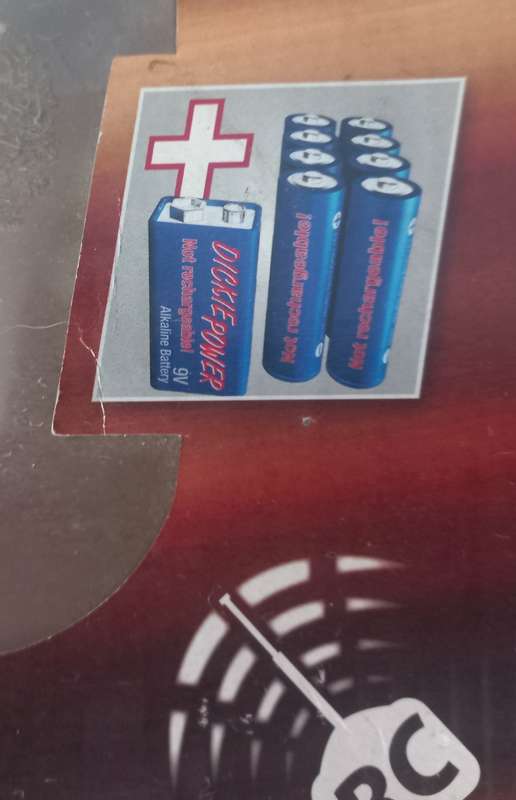 DICKIE POWER
Not rechargeable!
9V
Alkaline Battery
Not rechargeable!
Not rechargeable!
RC